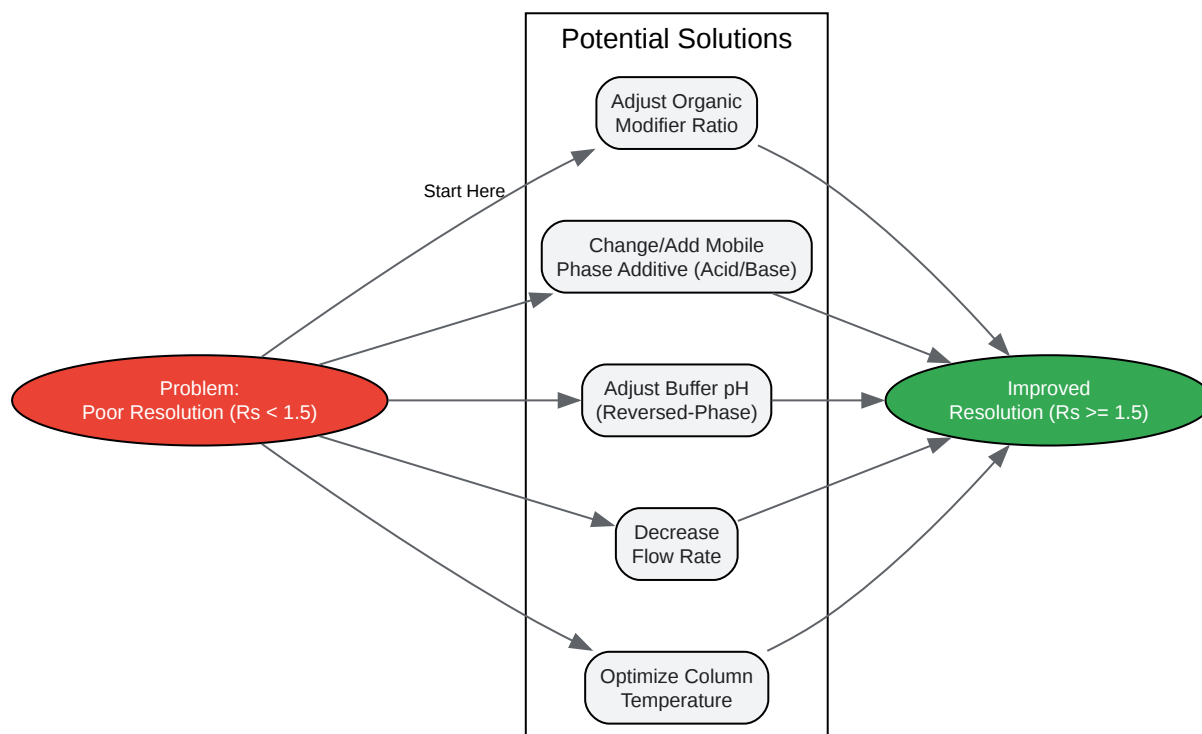 Potential Solutions
Adjust Organic
Modifier Ratio
Start Here
Change/Add Mobile
Phase Additive (Acid/Base)
Problem:
Poor Resolution (Rs < 1.5)
Adjust Buffer pH
(Reversed-Phase)
Improved
Resolution (Rs >= 1.5)
Decrease
Flow Rate
Optimize Column
Temperature